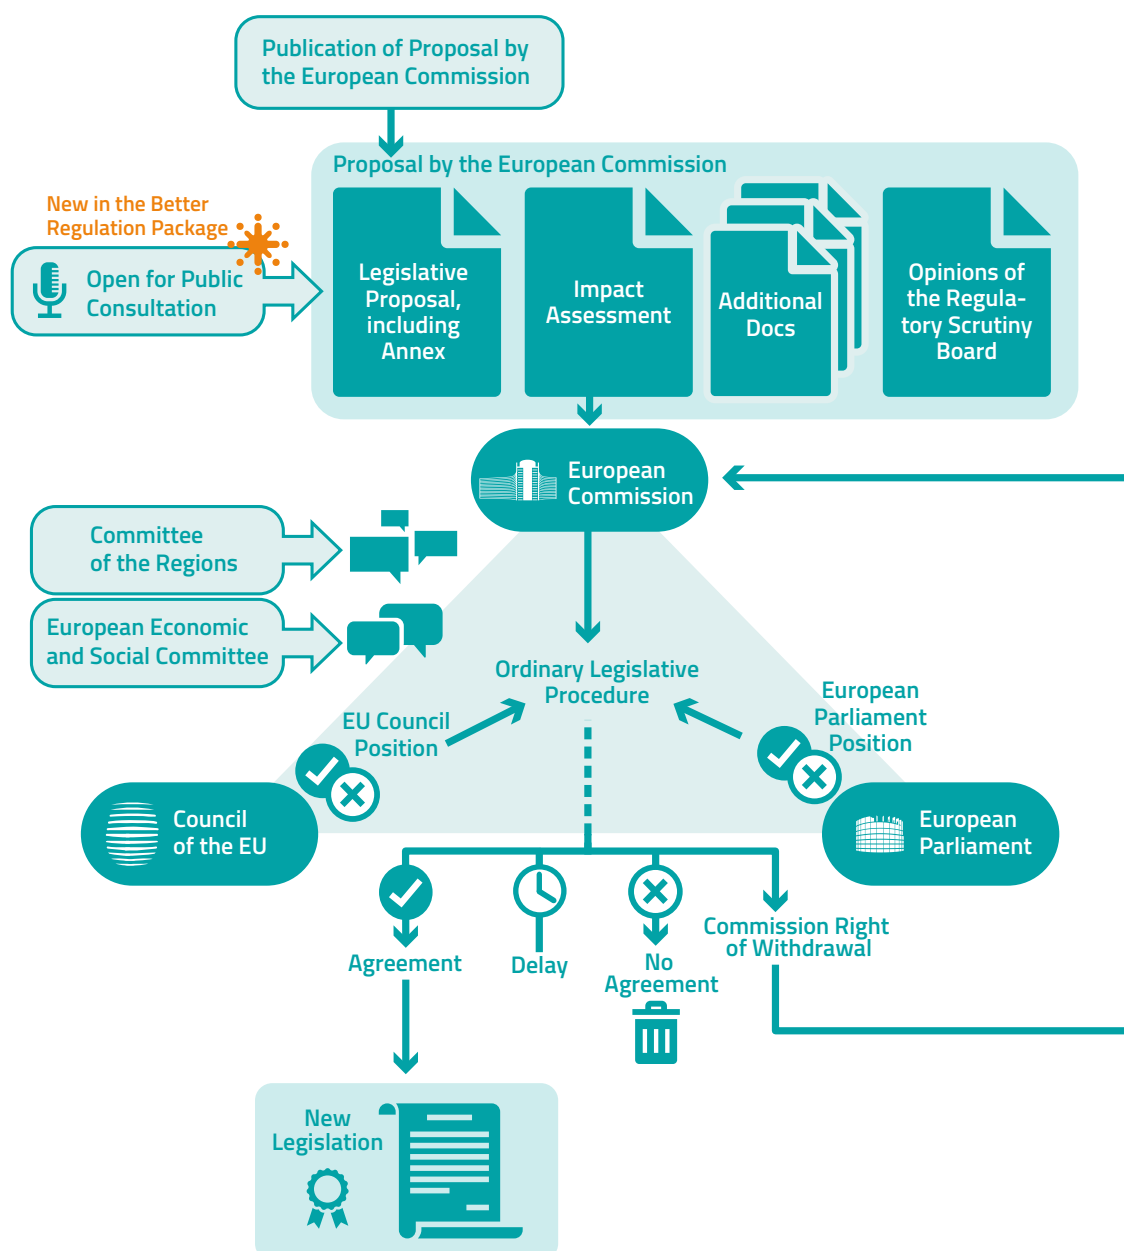 Publication of Proposal by
the European Commission
Proposal by the European Commission
New in the Better
Regulation Package
Open for Public
Consultation
Legislative
Proposal,
including
Annex
Impact
Assessment
Additional
Docs
Opinions of
the Regula-
tory Scrutiny
Board
European
Commission
Committee
of the Regions
European Economic
and Social Committee
Ordinary Legislative
Procedure
EU Council
Position
European
Parliament
Position
Council
of the EU
European
Parliament
Agreement
Delay
No
Agreement
Commission Right
of Withdrawal
New
Legislation